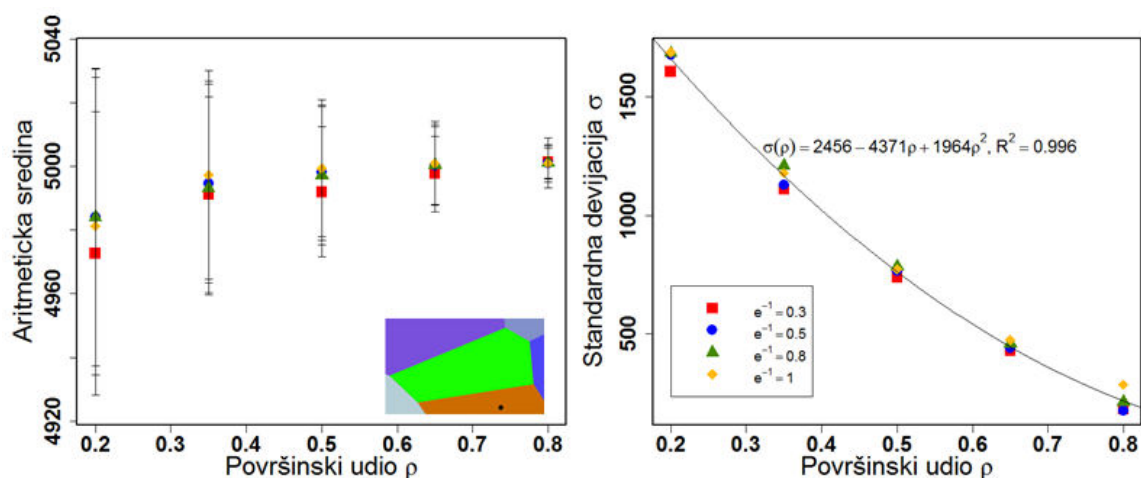 5040
5000
4960
4920
Aritmeticka sredina
0.2 0.3 0.4 0.5 0.6 0.7 0.8
Površinski udio ρ
1500
1000
500
Standardna devijacija σ
σ(ρ) = 2456 − 4371ρ + 1964ρ², R² = 0.996
e⁻¹ = 0.3
e⁻¹ = 0.5
e⁻¹ = 0.8
e⁻¹ = 1
0.2 0.3 0.4 0.5 0.6 0.7 0.8
Površinski udio ρ